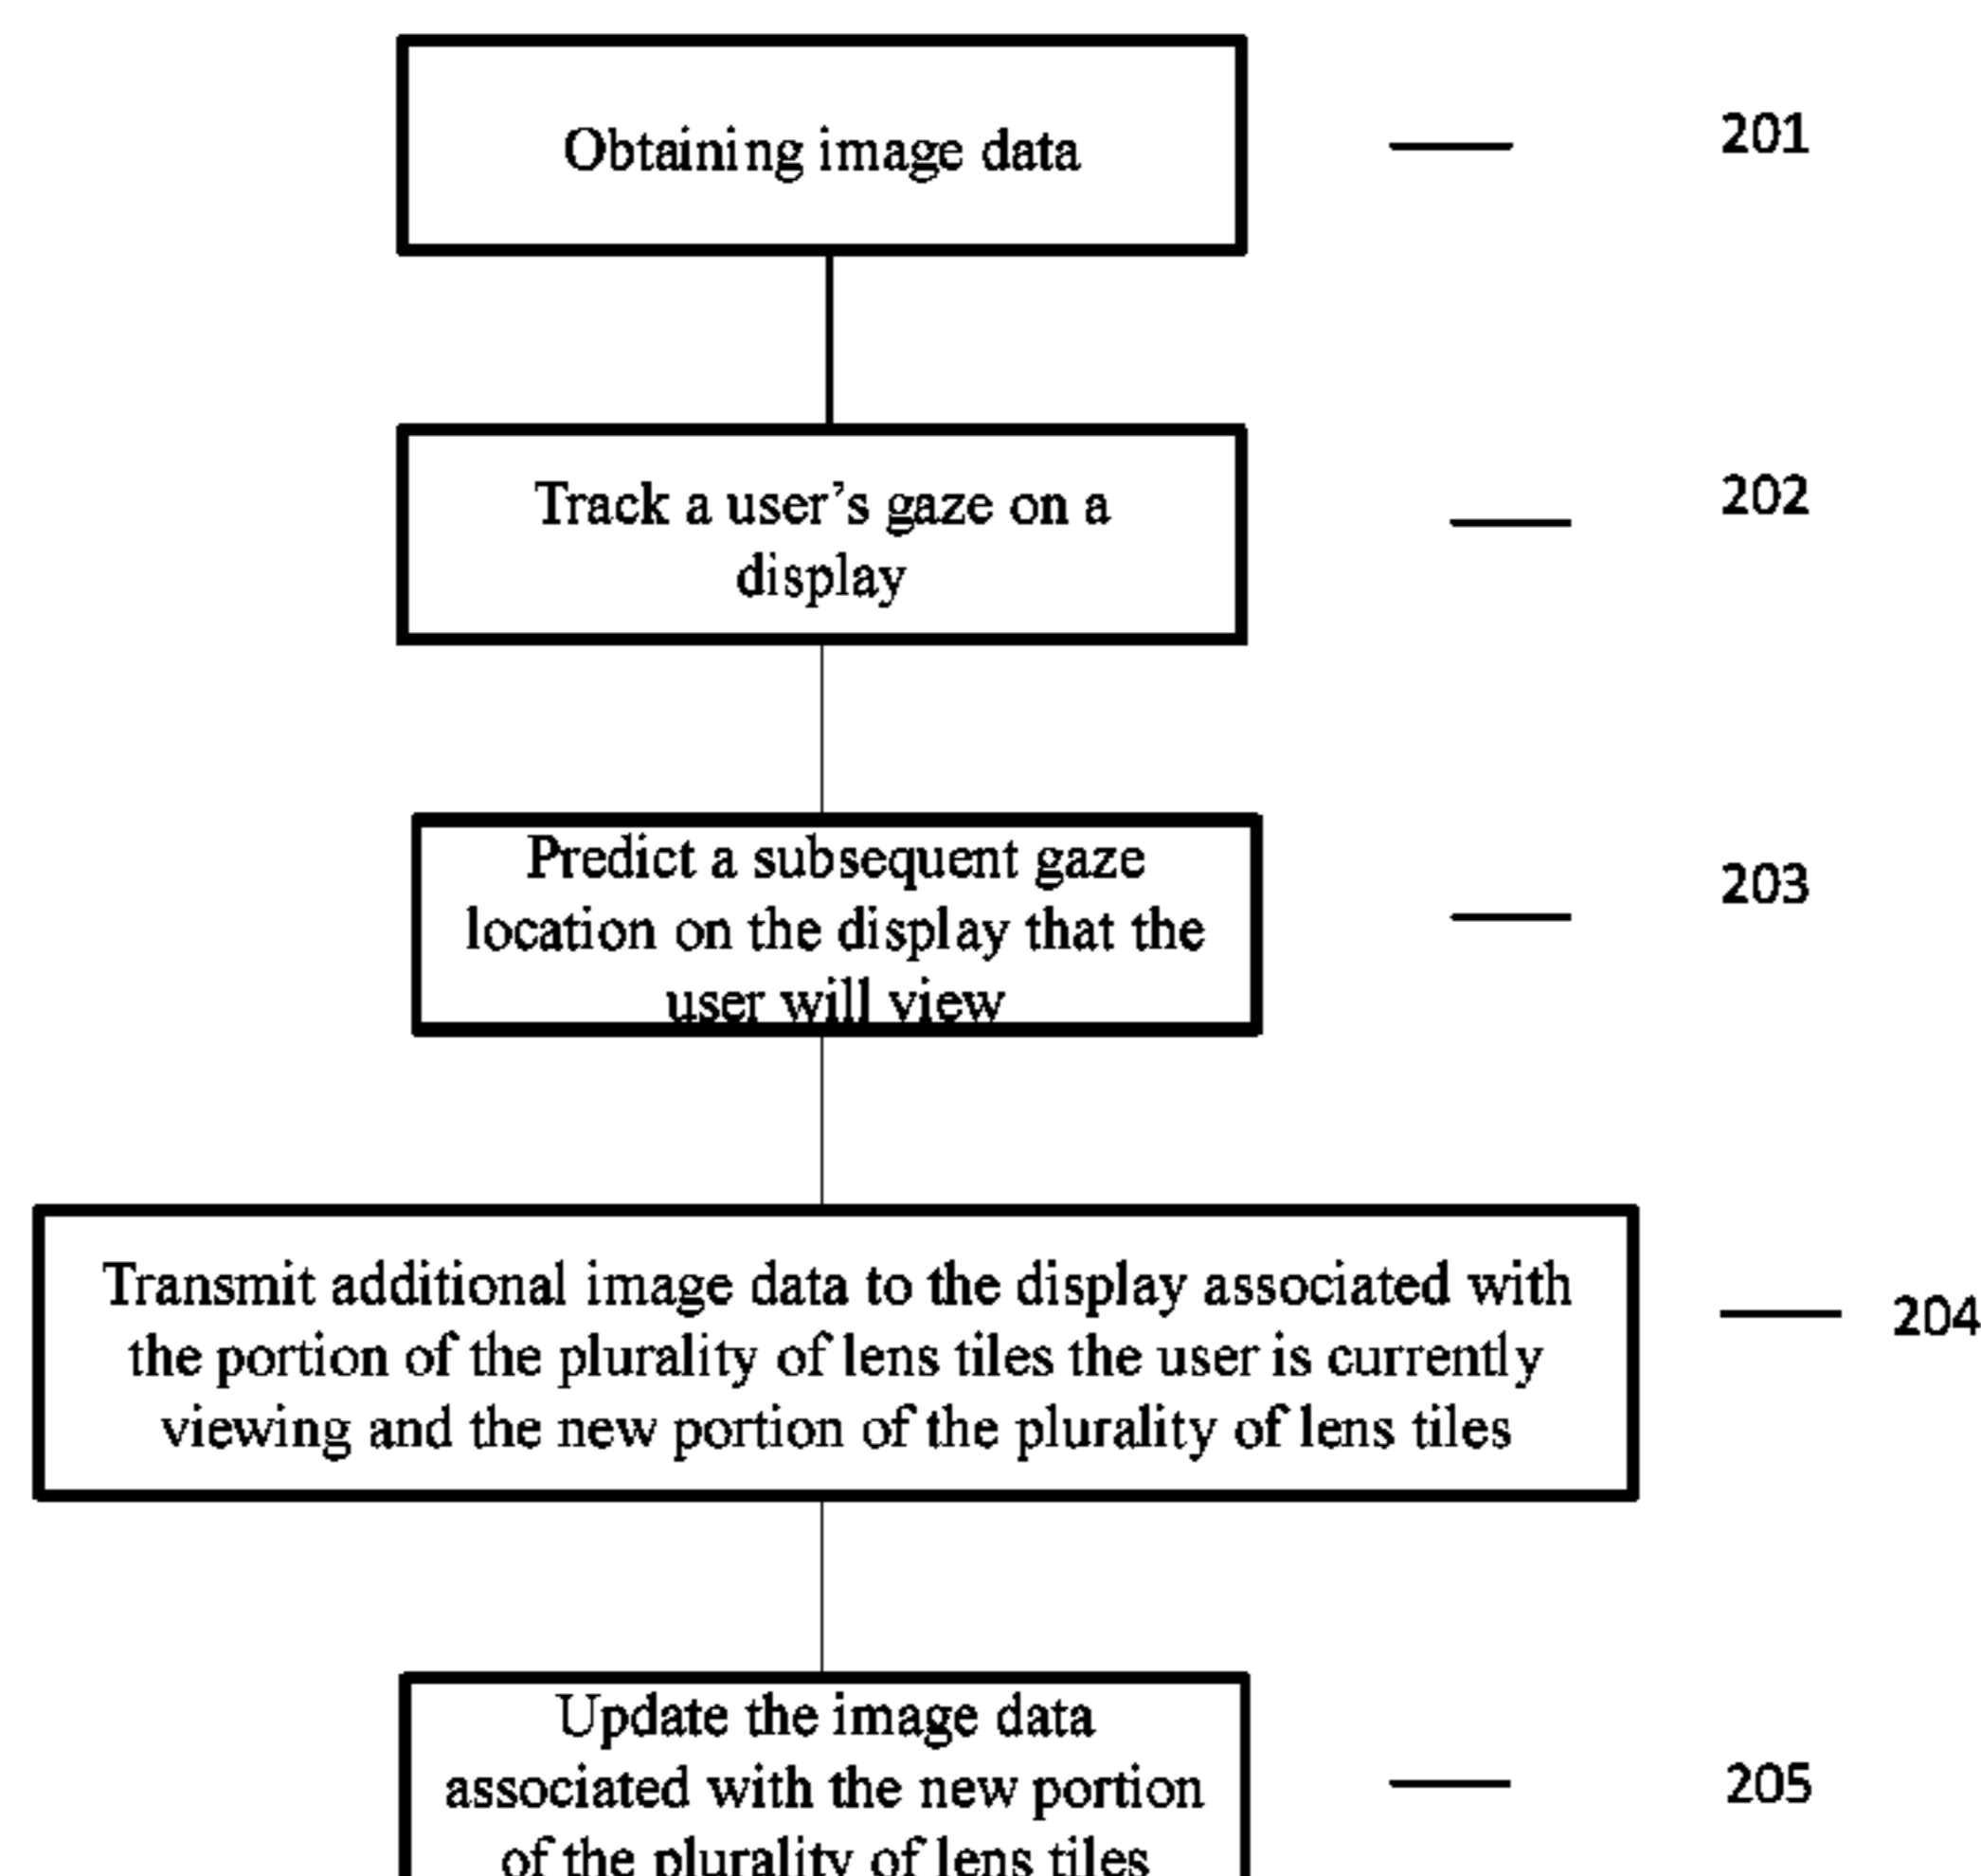 Obtaining image data
201
Track a user's gaze on a
display
202
Predict a subsequent gaze
location on the display that the
user will view
203
Transmit additional image data to the display associated with
the portion of the plurality of lens tiles the user is currently
viewing and the new portion of the plurality of lens tiles
204
Update the image data
associated with the new portion
of the plurality of lens tiles
205